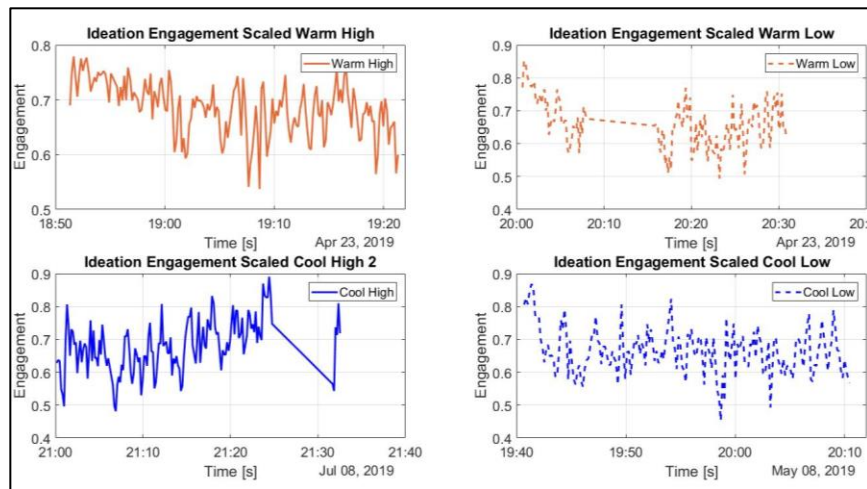 Ideation Engagement Scaled Warm High
0.8
0.7
0.6
0.5
Engagement
Warm High
18:50
19:00
19:10
19:20
Time [s]
Apr 23, 2019
Ideation Engagement Scaled Warm Low
0.9
0.8
0.7
0.6
0.5
0.4
Engagement
Warm Low
20:00
20:10
20:20
20:30
Time [s]
Apr 23, 2019
Ideation Engagement Scaled Cool High 2
0.9
0.8
0.7
0.6
0.5
0.4
Engagement
Cool High
21:00
21:10
21:20
21:30
21:40
Time [s]
Jul 08, 2019
Ideation Engagement Scaled Cool Low
0.9
0.8
0.7
0.6
0.5
0.4
Engagement
Cool Low
19:40
19:50
20:00
20:10
Time [s]
May 08, 2019